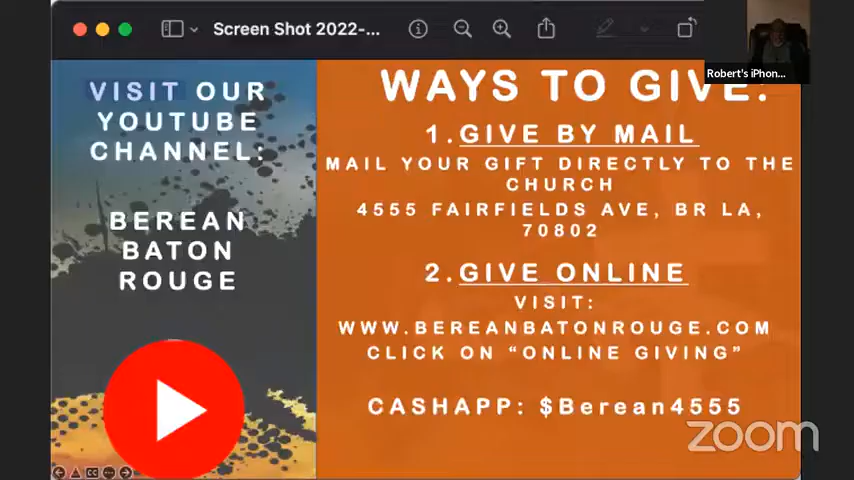 Screen Shot 2022-...
Robert's iPhon...
VISIT OUR
YOUTUBE
CHANNEL:
BEREAN
BATON
ROUGE
WAYS TO GIVE:
1. GIVE BY MAIL
MAIL YOUR GIFT DIRECTLY TO THE
CHURCH
4555 FAIRFIELDS AVE, BR LA,
70802
2. GIVE ONLINE
VISIT:
WWW.BEREANBATONROUGE.COM
CLICK ON “ONLINE GIVING”
CASHAPP: $Berean4555
zoom
CC